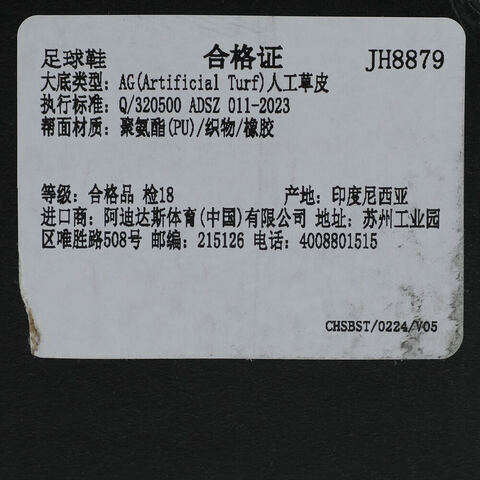 足球鞋 合格证 JH8879
大底类型: AG(Artificial Turf)人工草皮
执行标准: Q/320500 ADSZ 011-2023
帮面材质: 聚氨酯(PU)/织物/橡胶
等级: 合格品 检18 产地: 印度尼西亚
进口商: 阿迪达斯体育(中国)有限公司 地址: 苏州工业园
区唯胜路508号 邮编: 215126 电话: 4008801515
CHSBST/0224/V05